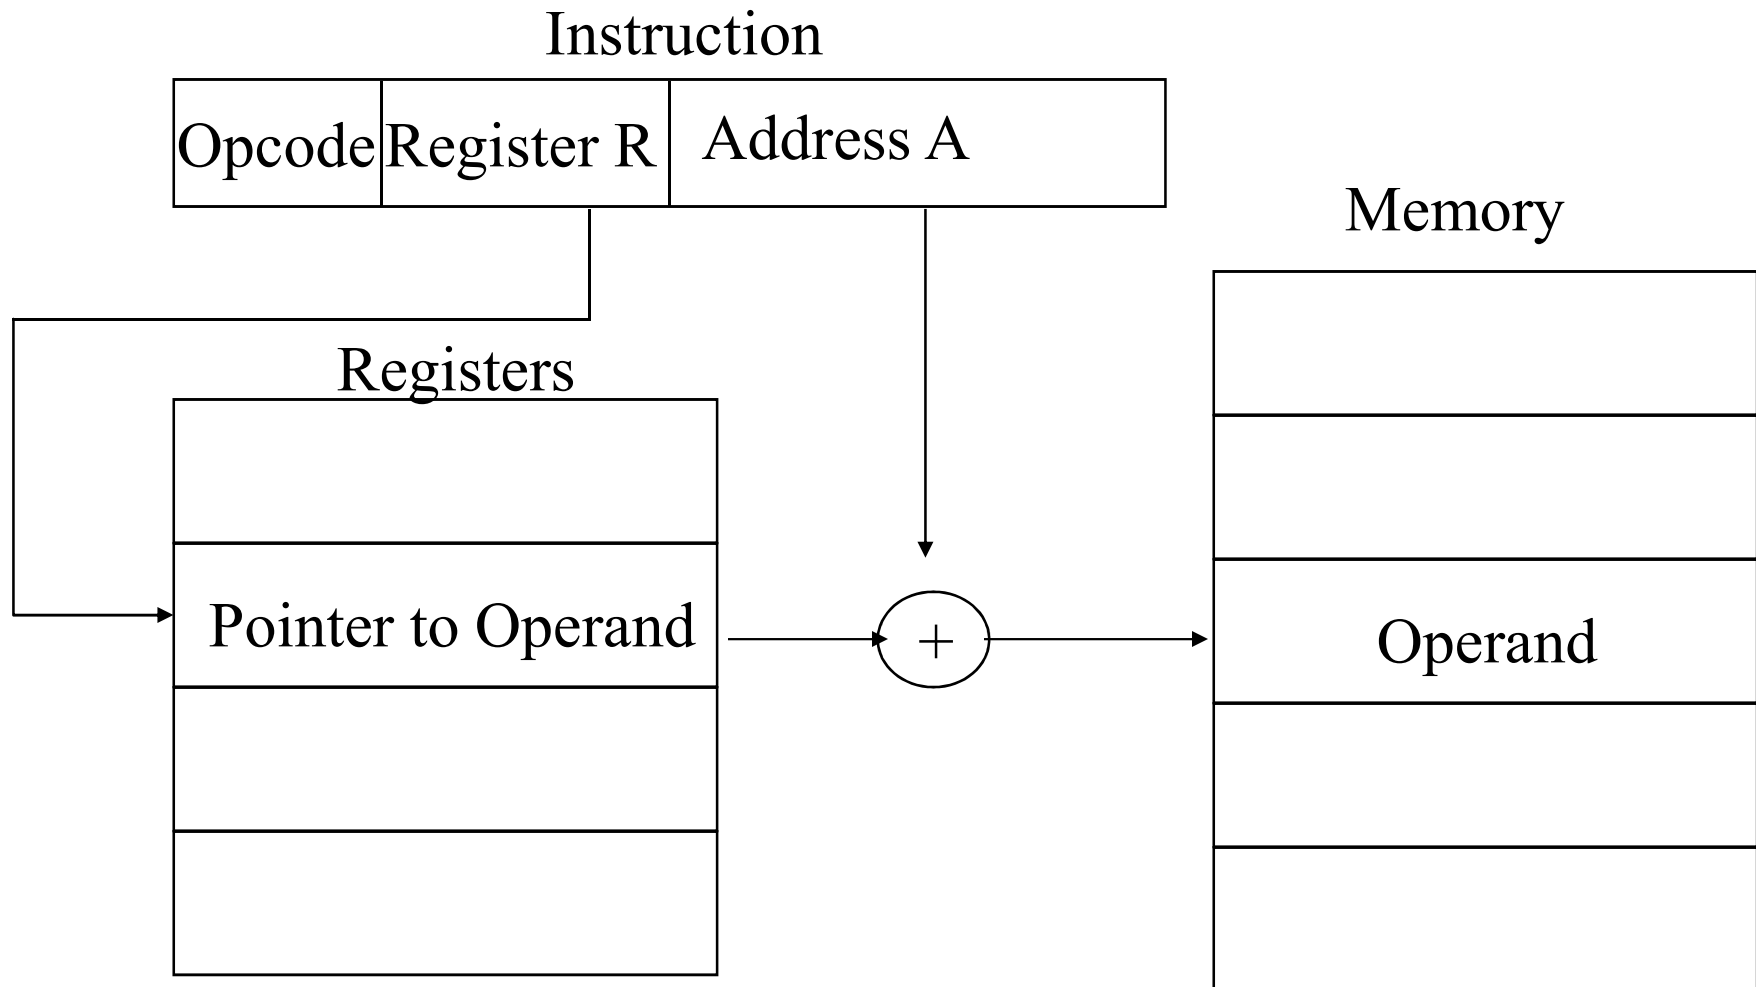 Instruction
Opcode Register R Address A
Memory
Registers
Pointer to Operand + Operand